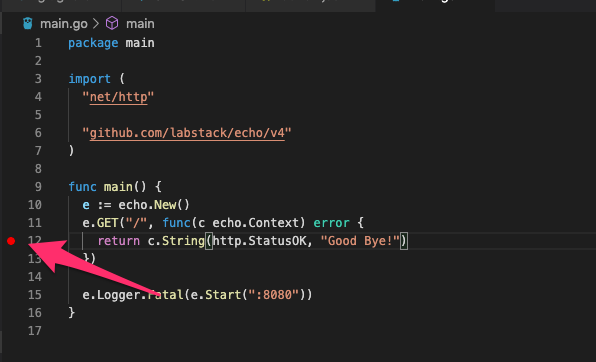 main.go > main
1 package main
2
3 import (
4 "net/http"
5
6 "github.com/labstack/echo/v4"
7 )
8
9 func main() {
10 e := echo.New()
11 e.GET("/", func(c echo.Context) error {
12 return c.String(http.StatusOK, "Good Bye!")
13 })
14
15 e.Logger.Fatal(e.Start(":8080"))
16 }
17